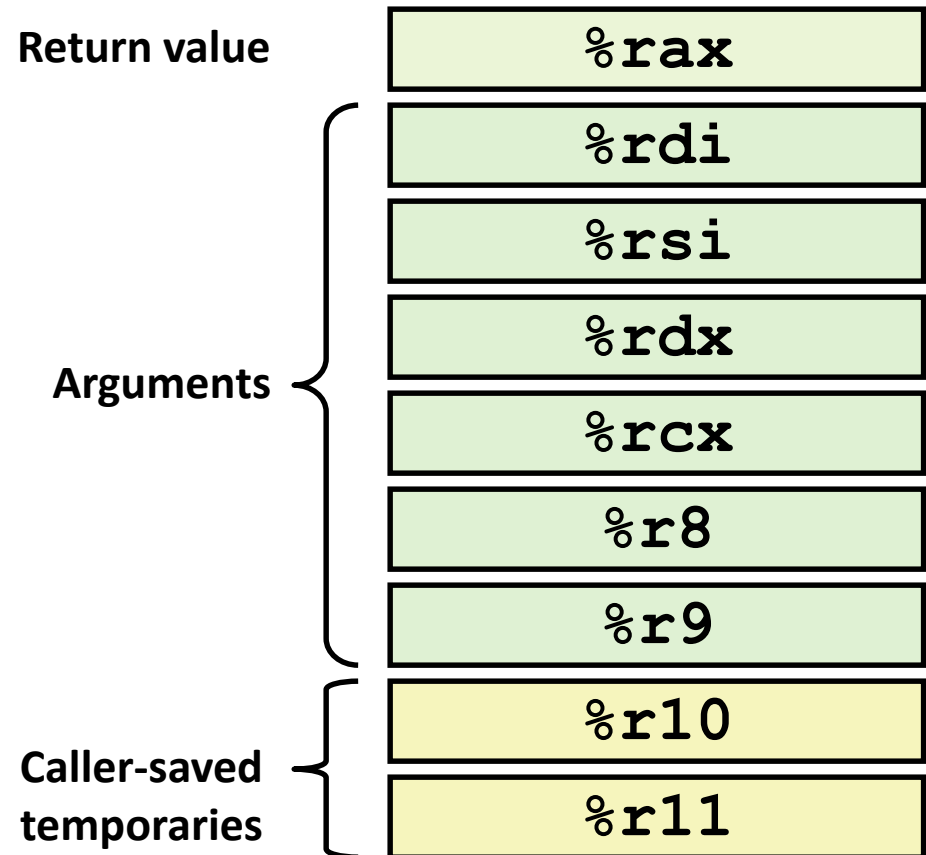 Return value
%rax
%rdi
%rsi
%rdx
Arguments
%rcx
%r8
%r9
%r10
Caller-saved
temporaries
%r11